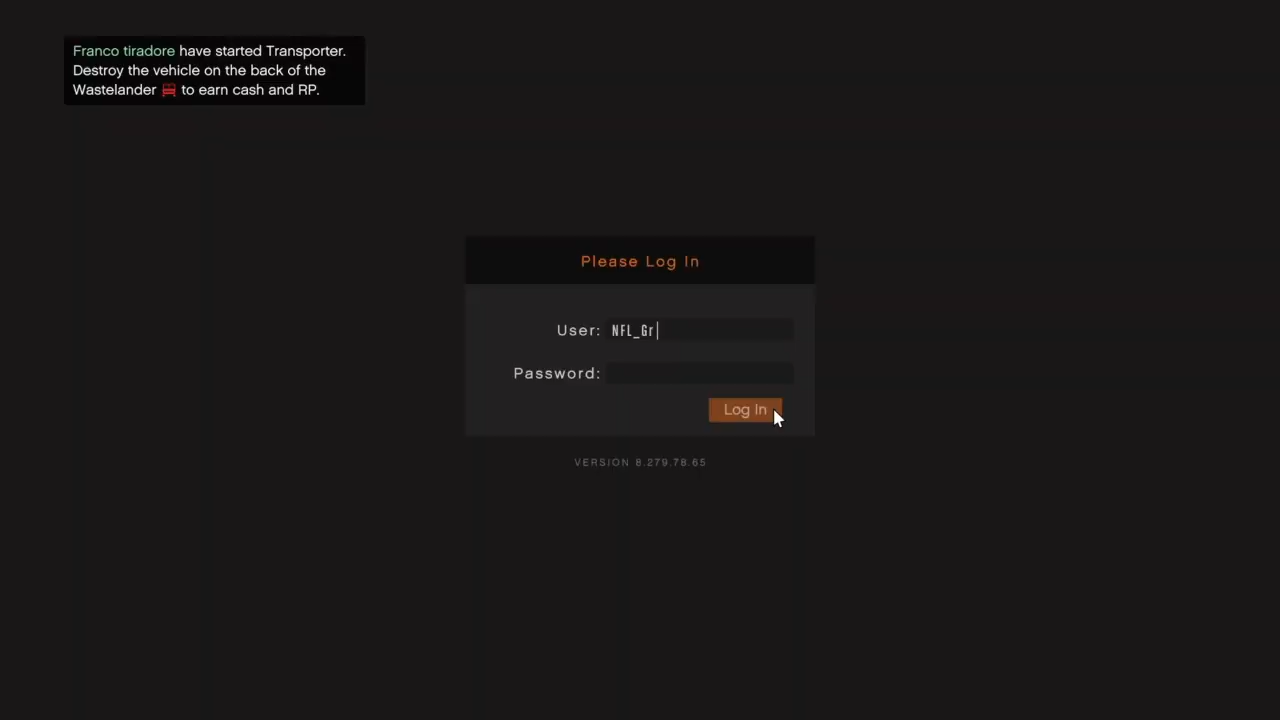 Franco tiradore have started Transporter.
Destroy the vehicle on the back of the
Wastelander to earn cash and RP.
Please Log In
User: NFL_Gr
Password:
Log In
VERSION 8.279.78.65